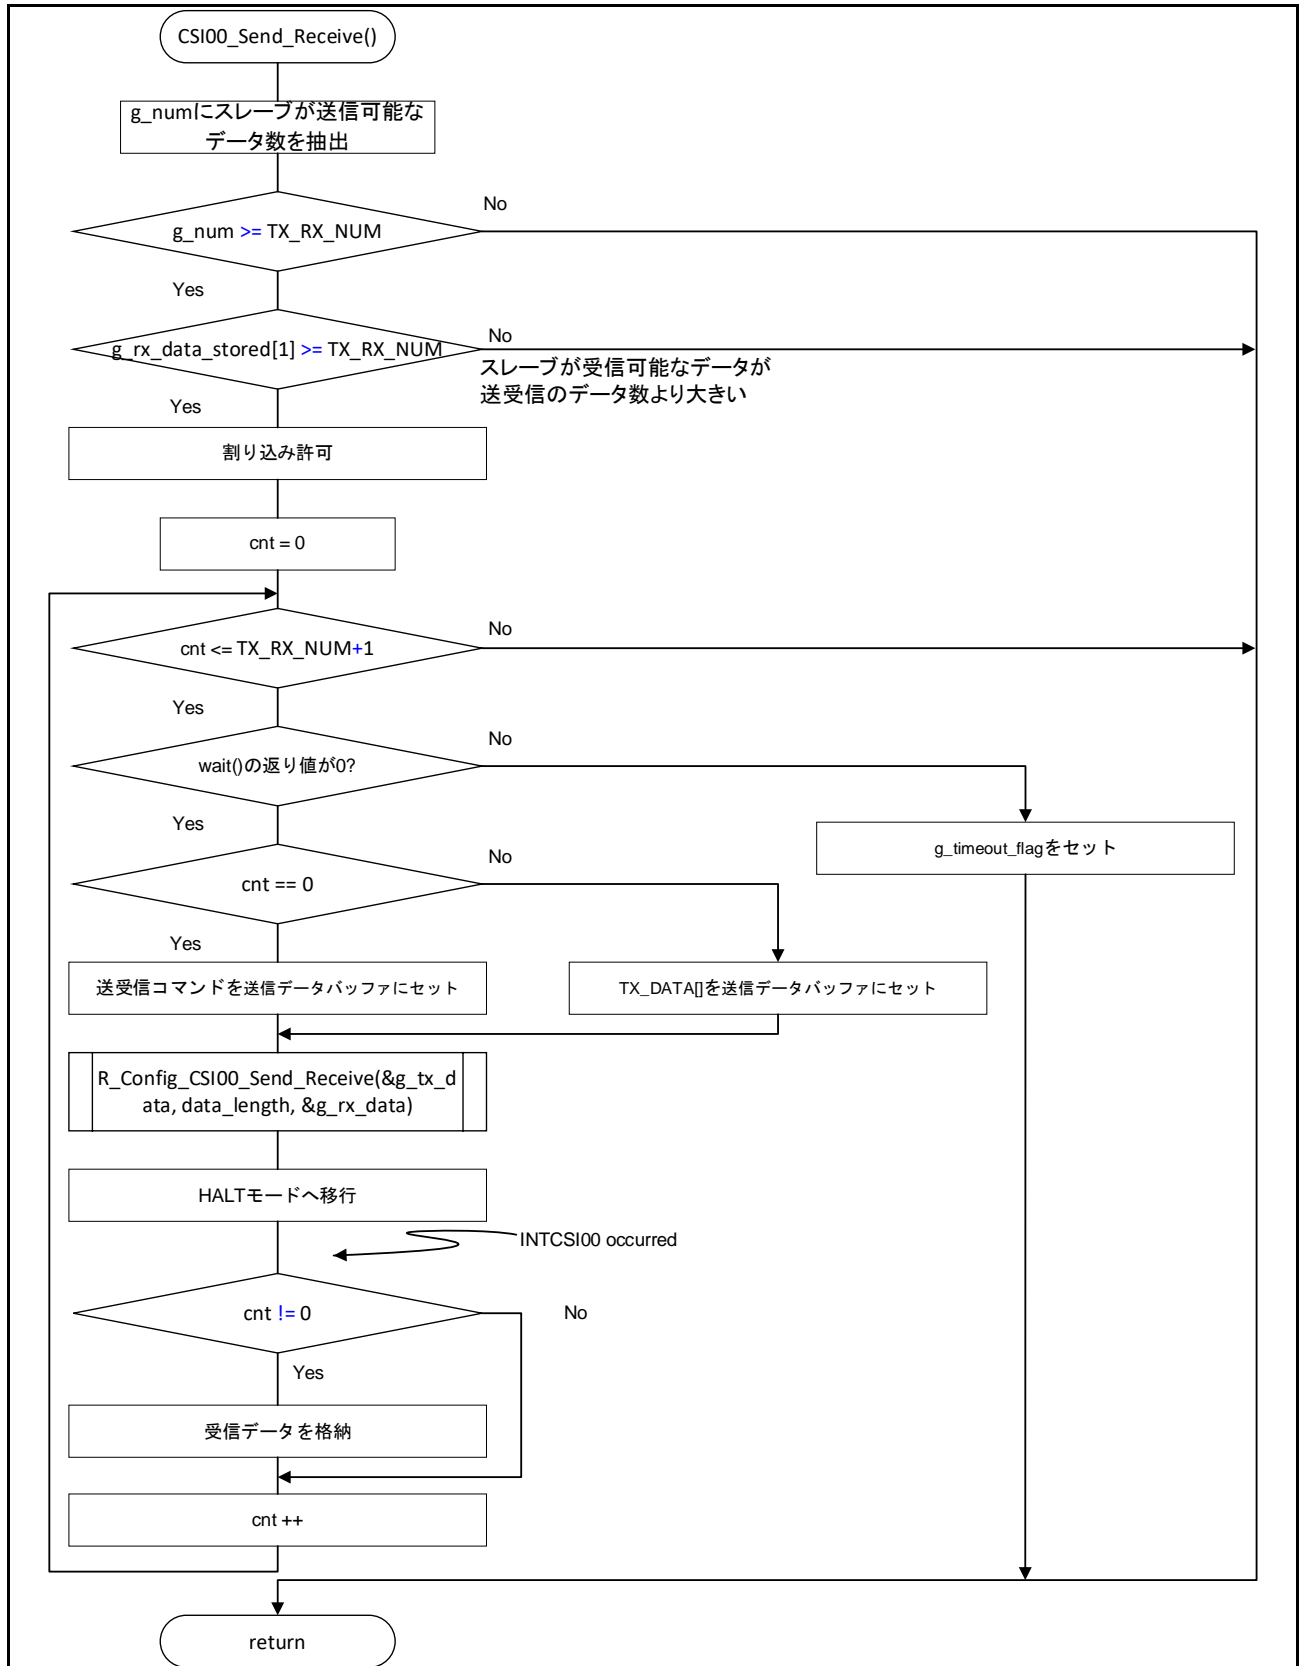 CSI00_Send_Receive()
g_numにスレーブが送信可能な
データ数を抽出
No
g_num >= TX_RX_NUM
Yes
No
g_rx_data_stored[1] >= TX_RX_NUM
スレーブが受信可能なデータが
送受信のデータ数より大きい
Yes
割り込み許可
cnt = 0
No
cnt <= TX_RX_NUM+1
Yes
No
wait()の返り値が0?
Yes
g_timeout_flagをセット
No
cnt == 0
Yes
送受信コマンドを送信データバッファにセット
TX_DATA[]を送信データバッファにセット
R_Config_CSI00_Send_Receive(&g_tx_d
ata, data_length, &g_rx_data)
HALTモードへ移行
INTCSI00 occurred
cnt != 0
No
Yes
受信データを格納
cnt ++
return